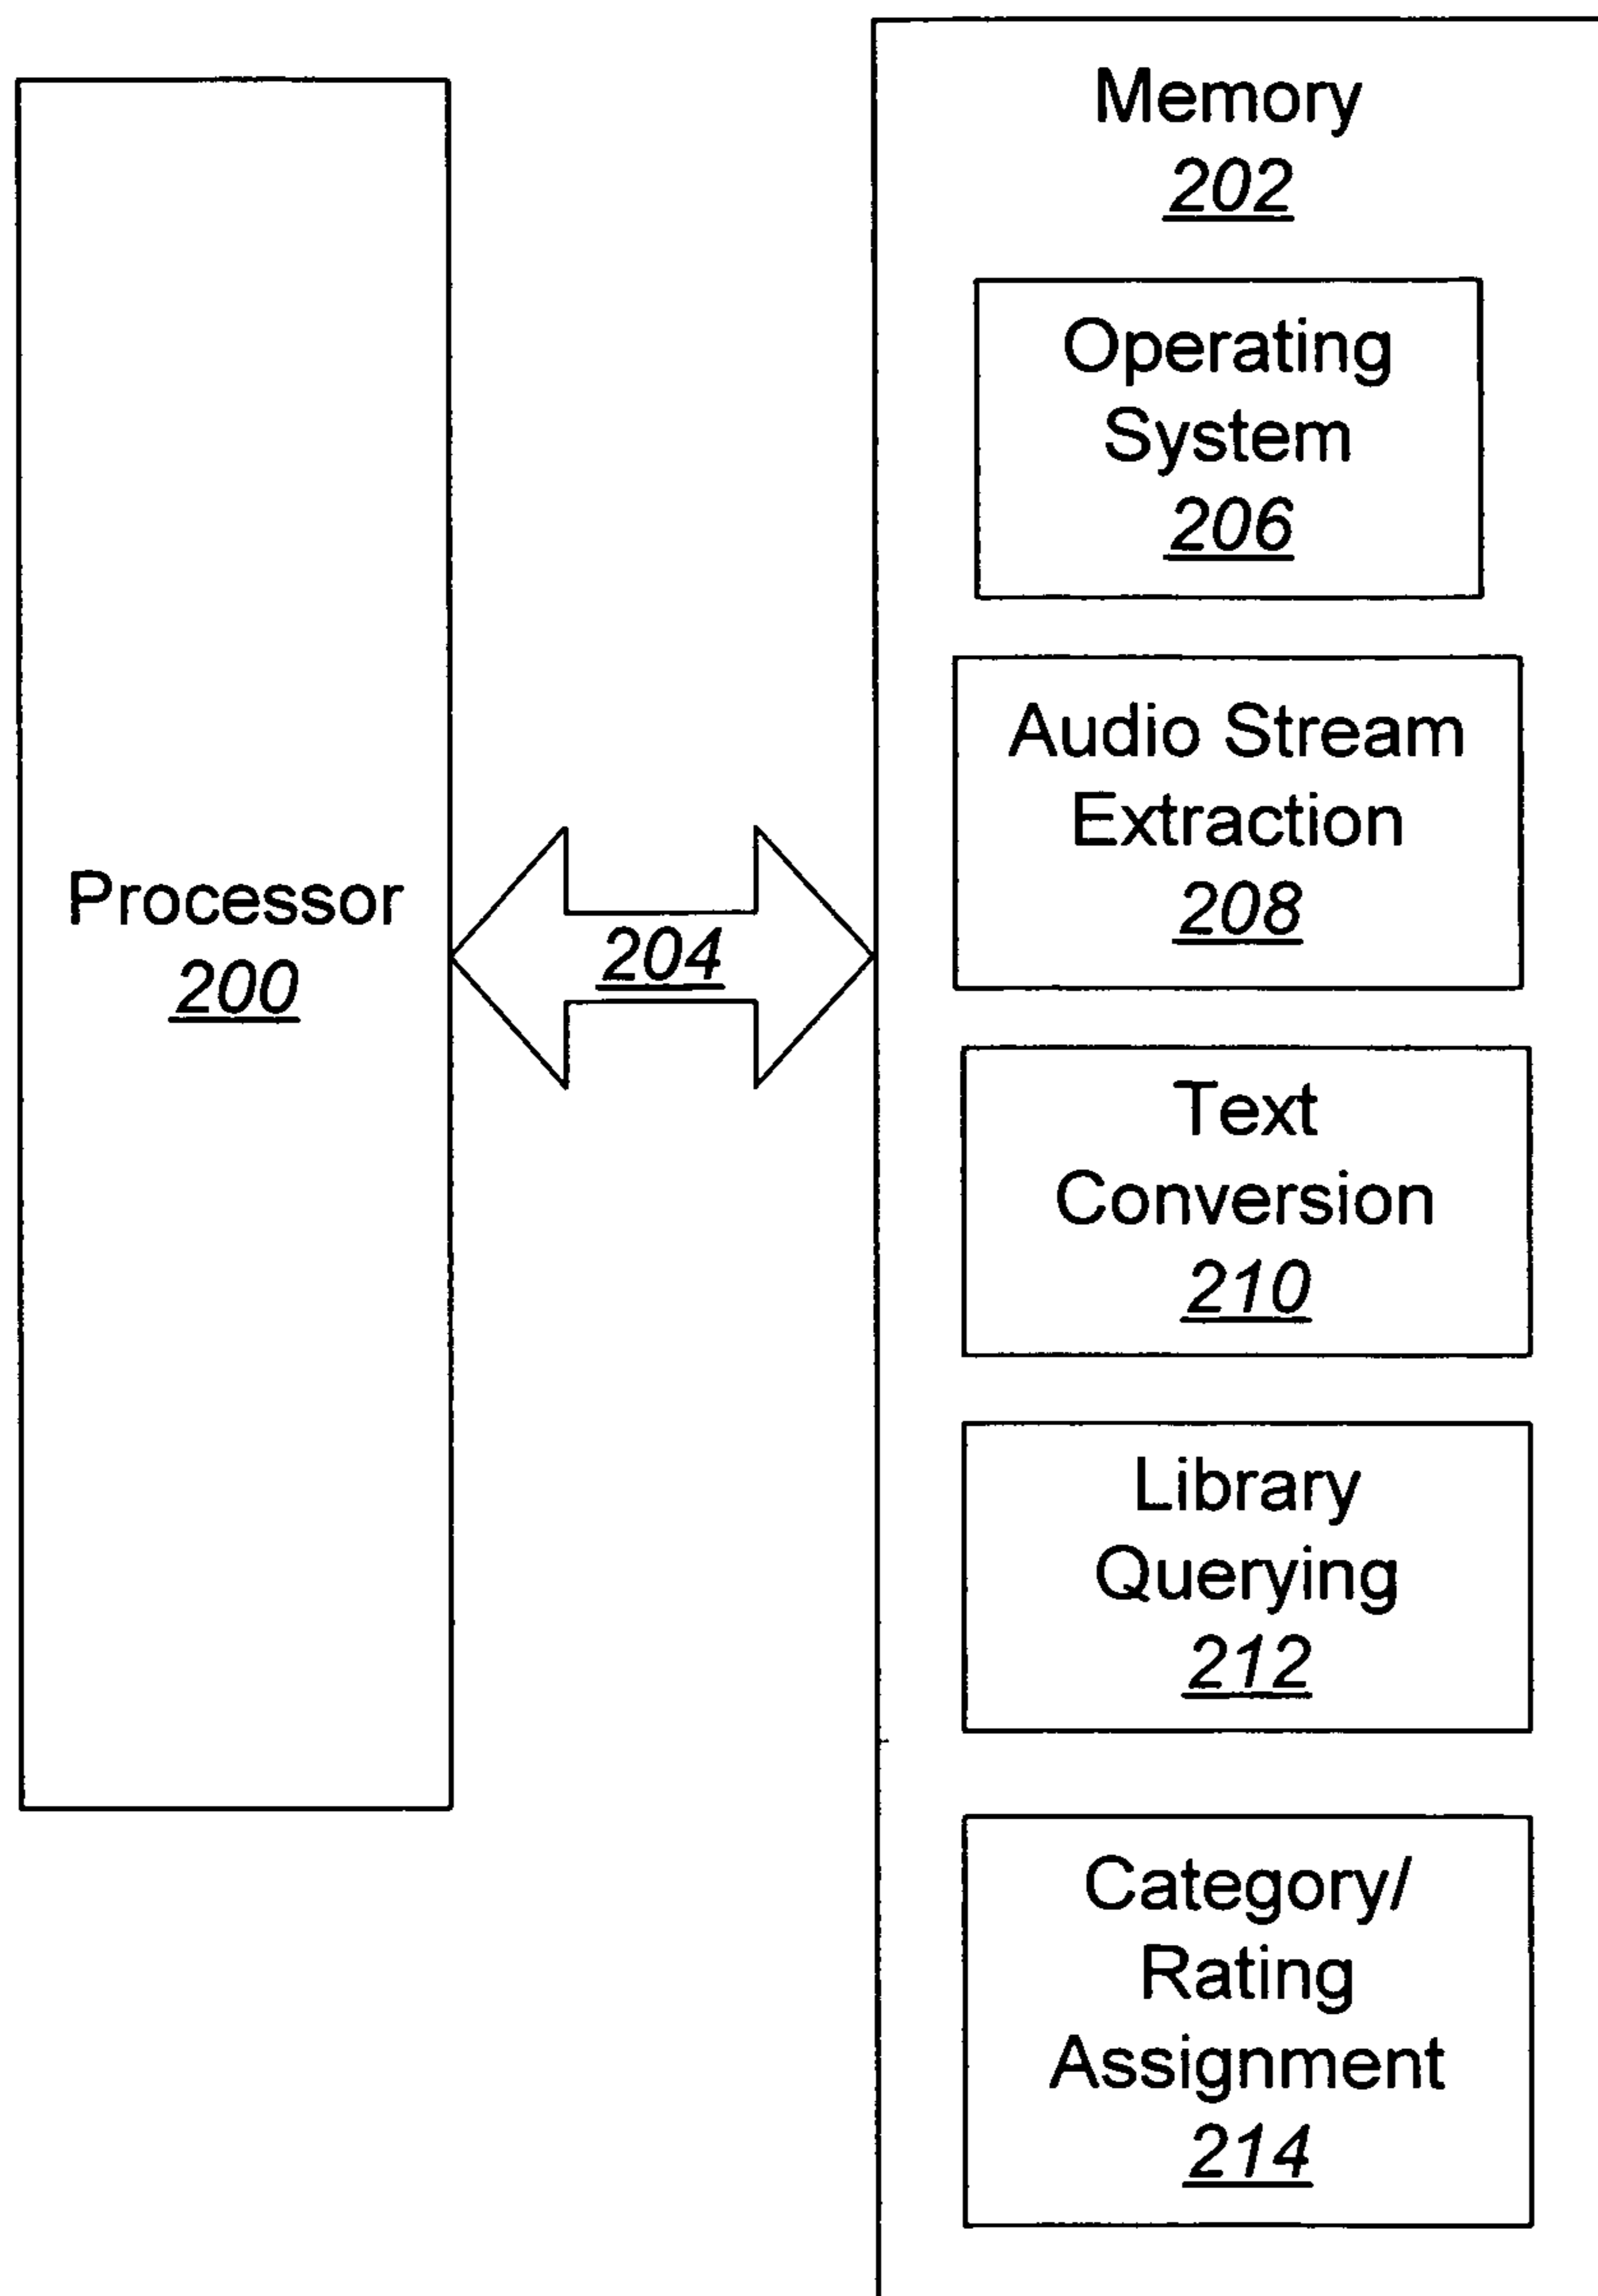 Processor
200
204
Memory
202
Operating
System
206
Audio Stream
Extraction
208
Text
Conversion
210
Library
Querying
212
Category/
Rating
Assignment
214